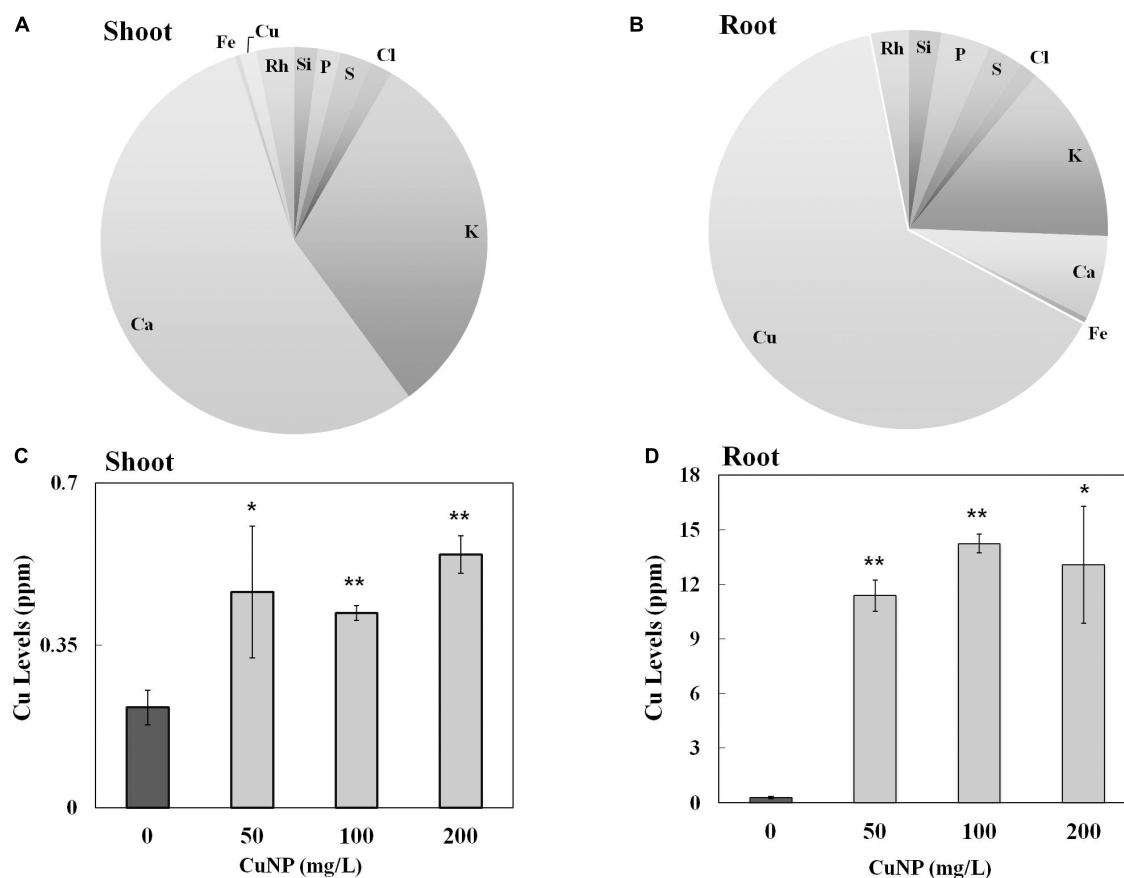 A
Shoot
Fe
Cu
Rh
Si
P
S
Cl
K
Ca
B
Root
Rh
Si
P
S
Cl
K
Ca
Fe
Cu
C
Shoot
0.7
0.35
0
Cu Levels (ppm)
*
**
**
0
50
100
200
CuNP (mg/L)
D
Root
18
15
12
9
6
3
0
Cu Levels (ppm)
**
**
*
0
50
100
200
CuNP (mg/L)